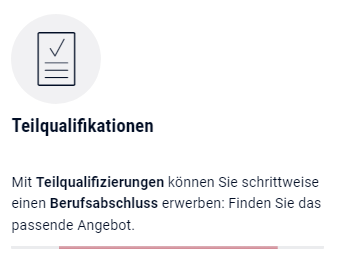 Teilqualifikationen
Mit Teilqualifizierungen können Sie schrittweise
einen Berufsabschluss erwerben: Finden Sie das
passende Angebot.